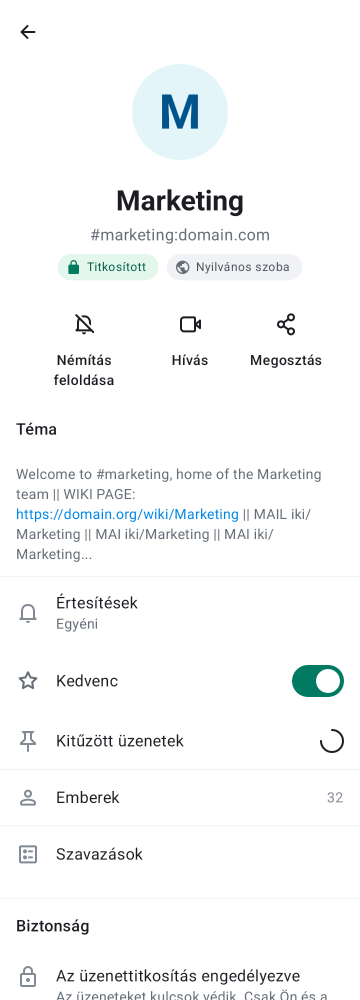 M
Marketing
#marketing:domain.com
Titkosított
Nyilvános szoba
Némítás
feloldása
Hívás
Megosztás
Téma
Welcome to #marketing, home of the Marketing
team || WIKI PAGE:
https://domain.org/wiki/Marketing || MAIL iki/
Marketing || MAI iki/Marketing || MAI iki/
Marketing...
Értesítések
Egyéni
Kedvenc
Kitűzött üzenetek
Emberek
32
Szavazások
Biztonság
Az üzenettitkosítás engedélyezve
Az üzeneteket kulcsok védik. Csak Ön és a